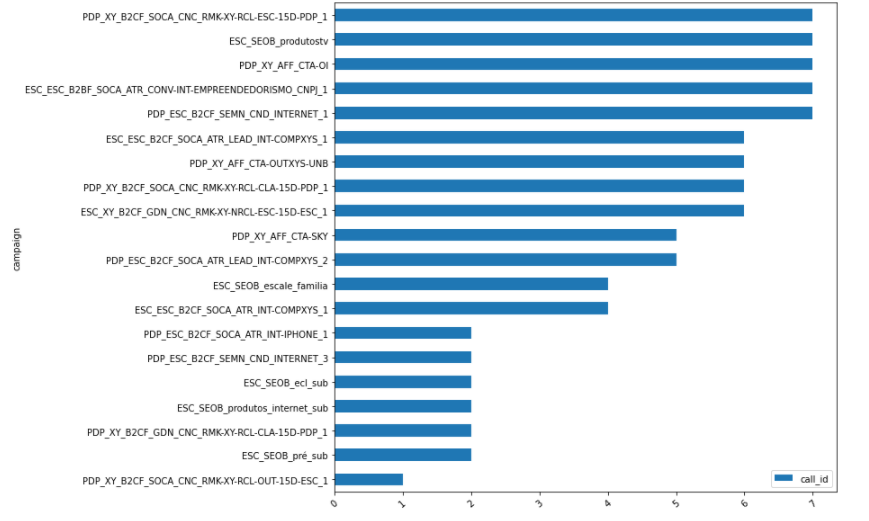 PDP_XY_B2CF_SOCA_CNC_RMK-XY-RCL-ESC-15D-PDP_1
ESC_SEOB_produtostv
PDP_XY_AFF_CTA-OI
ESC_ESC_B2BF_SOCA_ATR_CONV-INT-EMPREENDEDORISMO_CNPJ_1
PDP_ESC_B2CF_SEMN_CND_INTERNET_1
ESC_ESC_B2CF_SOCA_ATR_LEAD_INT-COMPXYS_1
PDP_XY_AFF_CTA-OUTXYS-UNB
PDP_XY_B2CF_SOCA_CNC_RMK-XY-RCL-CLA-15D-PDP_1
ESC_XY_B2CF_GDN_CNC_RMK-XY-NRCL-ESC-15D-ESC_1
PDP_XY_AFF_CTA-SKY
campaign
PDP_ESC_B2CF_SOCA_ATR_LEAD_INT-COMPXYS_2
ESC_SEOB_escale_familia
ESC_ESC_B2CF_SOCA_ATR_INT-COMPXYS_1
PDP_ESC_B2CF_SOCA_ATR_INT-IPHONE_1
PDP_ESC_B2CF_SEMN_CND_INTERNET_3
ESC_SEOB_ecl_sub
ESC_SEOB_produtos_internet_sub
PDP_XY_B2CF_GDN_CNC_RMK-XY-RCL-CLA-15D-PDP_1
ESC_SEOB_pré_sub
PDP_XY_B2CF_SOCA_CNC_RMK-XY-RCL-OUT-15D-ESC_1
call_id
0 1 2 3 4 5 6 7